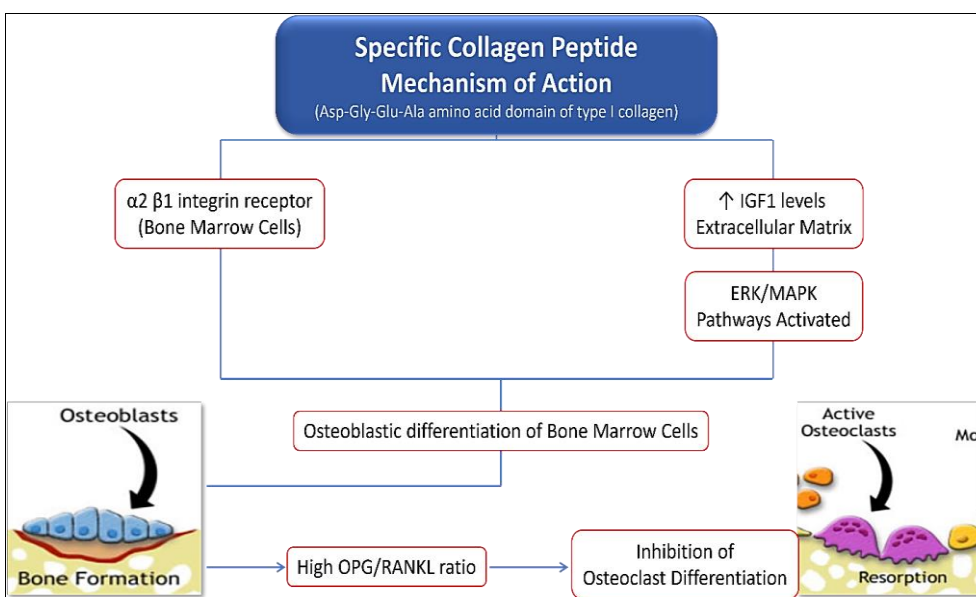 Specific Collagen Peptide
Mechanism of Action
(Asp-Gly-Glu-Ala amino acid domain of type I collagen)
α2 β1 integrin receptor
(Bone Marrow Cells)
↑ IGF1 levels
Extracellular Matrix
ERK/MAPK
Pathways Activated
Osteoblasts
Osteoblastic differentiation of Bone Marrow Cells
Active
Osteoclasts
Mo
Bone Formation
High OPG/RANKL ratio
Inhibition of
Osteoclast Differentiation
Resorption